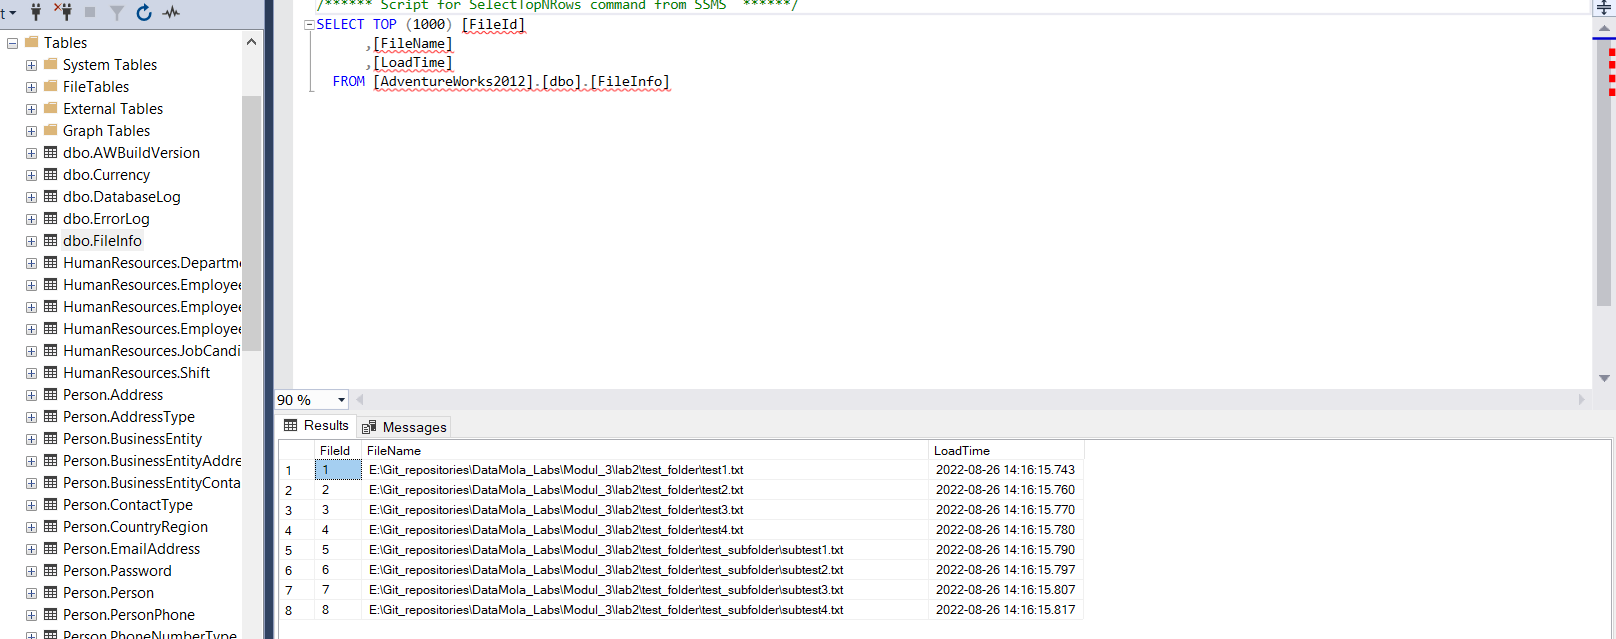 t
Tables
System Tables
FileTables
External Tables
Graph Tables
dbo.AWBuildVersion
dbo.Currency
dbo.DatabaseLog
dbo.ErrorLog
dbo.FileInfo
HumanResources.Departme
HumanResources.Employee
HumanResources.Employee
HumanResources.Employee
HumanResources.JobCandi
HumanResources.Shift
Person.Address
Person.AddressType
Person.BusinessEntity
Person.BusinessEntityAddre
Person.BusinessEntityConta
Person.ContactType
Person.CountryRegion
Person.EmailAddress
Person.Password
Person.Person
Person.PersonPhone
Person.PhoneNumberType
/****** Script for SelectTopNRows command from SSMS  ******/
SELECT TOP (1000) [FileId]
,[FileName]
,[LoadTime]
FROM [AdventureWorks2012].[dbo].[FileInfo]
90 %
Results Messages
FileId FileName LoadTime
1 1 E:\Git_repositories\DataMola_Labs\Modul_3\lab2\test_folder\test1.txt 2022-08-26 14:16:15.743
2 2 E:\Git_repositories\DataMola_Labs\Modul_3\lab2\test_folder\test2.txt 2022-08-26 14:16:15.760
3 3 E:\Git_repositories\DataMola_Labs\Modul_3\lab2\test_folder\test3.txt 2022-08-26 14:16:15.770
4 4 E:\Git_repositories\DataMola_Labs\Modul_3\lab2\test_folder\test4.txt 2022-08-26 14:16:15.780
5 5 E:\Git_repositories\DataMola_Labs\Modul_3\lab2\test_folder\test_subfolder\subtest1.txt 2022-08-26 14:16:15.790
6 6 E:\Git_repositories\DataMola_Labs\Modul_3\lab2\test_folder\test_subfolder\subtest2.txt 2022-08-26 14:16:15.797
7 7 E:\Git_repositories\DataMola_Labs\Modul_3\lab2\test_folder\test_subfolder\subtest3.txt 2022-08-26 14:16:15.807
8 8 E:\Git_repositories\DataMola_Labs\Modul_3\lab2\test_folder\test_subfolder\subtest4.txt 2022-08-26 14:16:15.817